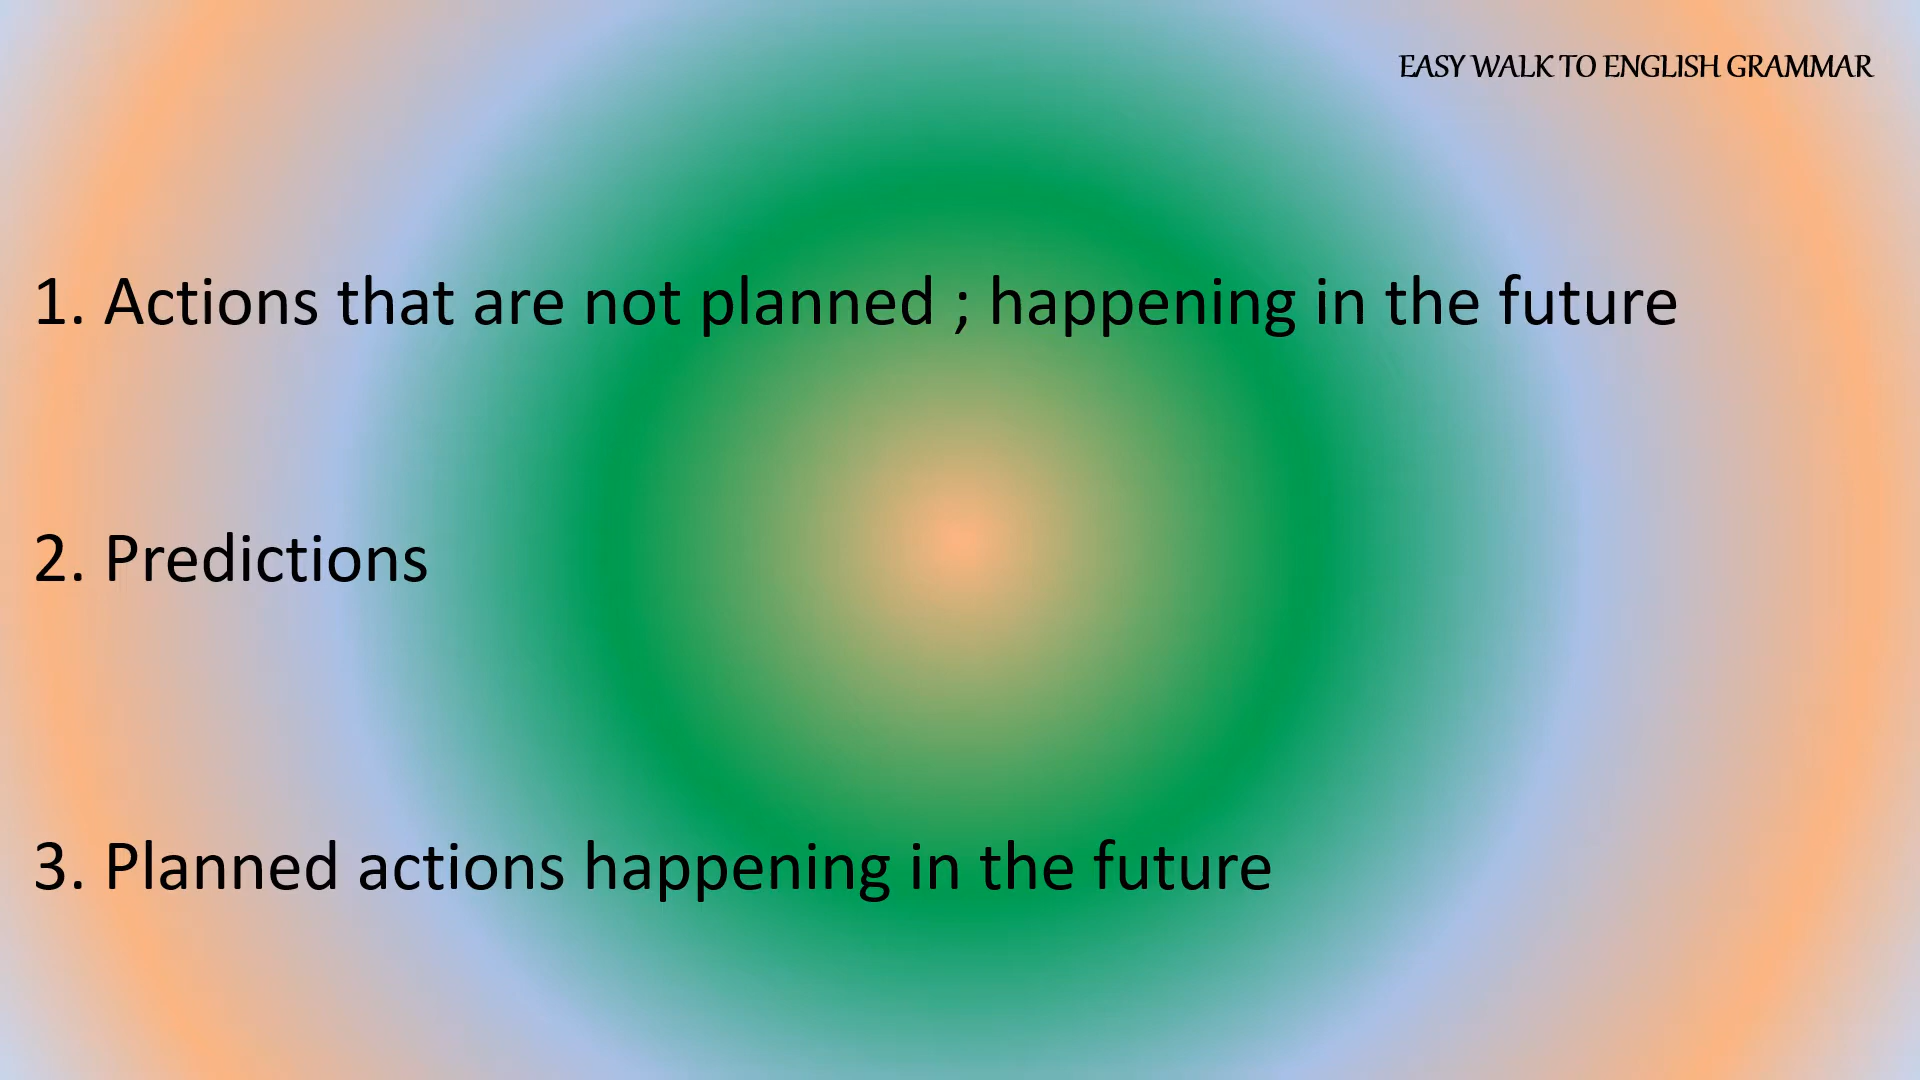 EASY WALK TO ENGLISH GRAMMAR
1. Actions that are not planned ; happening in the future
2. Predictions
3. Planned actions happening in the future